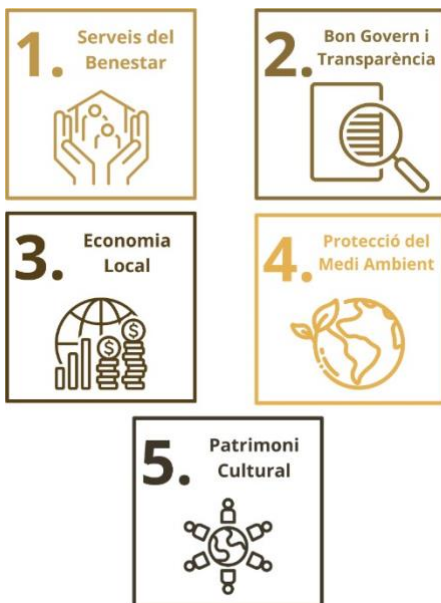 1.
Serveis del
Benestar
2.
Bon Govern i
Transparència
3.
Economia
Local
$
$
4.
Protecció del
Medi Ambient
5.
Patrimoni
Cultural